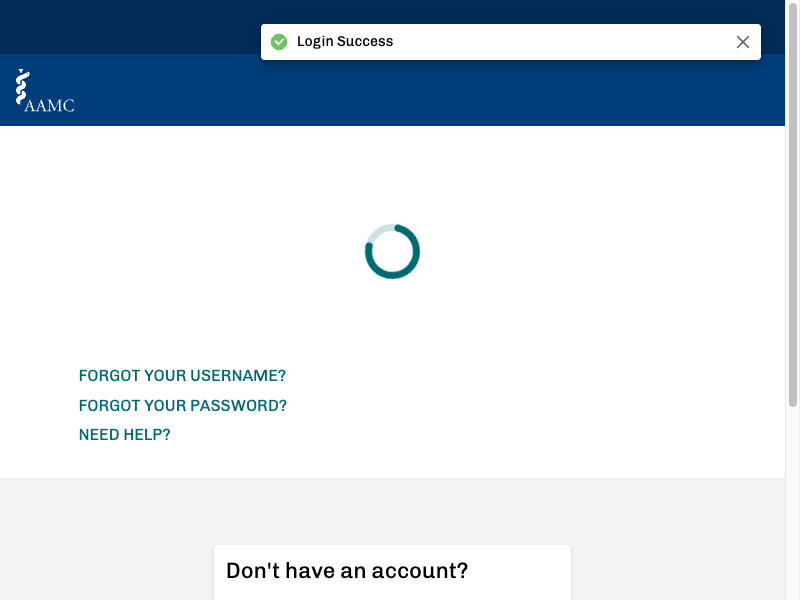 Login Success
AAMC
FORGOT YOUR USERNAME?
FORGOT YOUR PASSWORD?
NEED HELP?
Don't have an account?